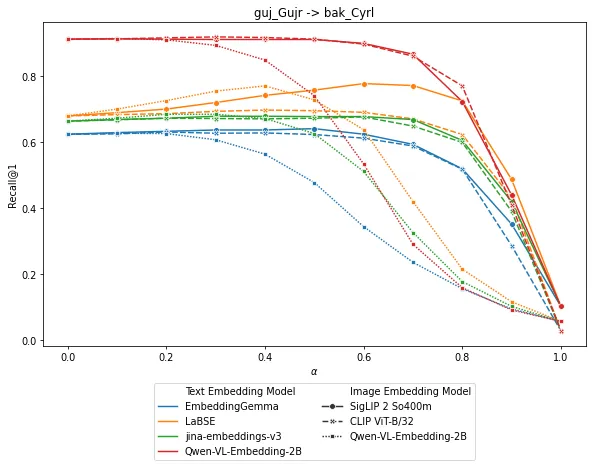 guj_Gujr -> bak_Cyrl
Recall@1
0.8
0.6
0.4
0.2
0.0
0.0 0.2 0.4 0.6 0.8 1.0
α
Text Embedding Model
EmbeddingGemma
LaBSE
jina-embeddings-v3
Qwen-VL-Embedding-2B
Image Embedding Model
SigLIP 2 So400m
CLIP ViT-B/32
Qwen-VL-Embedding-2B